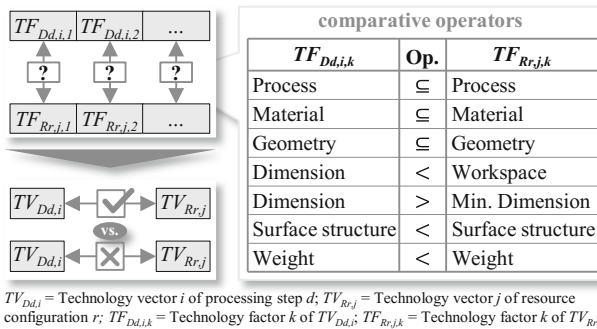 TF_{Dd,i,1} TF_{Dd,i,2} ...
? ? ?
TF_{Rr,j,1} TF_{Rr,j,2} ...
TV_{Dd,i} TV_{Rr,j}
vs.
TV_{Dd,i} TV_{Rr,j}
comparative operators
TF_{Dd,i,k} Op. TF_{Rr,j,k}
Process ⊆ Process
Material ⊆ Material
Geometry ⊆ Geometry
Dimension < Workspace
Dimension > Min. Dimension
Surface structure < Surface structure
Weight < Weight
TV_{Dd,i} = Technology vector i of processing step d; TV_{Rr,j} = Technology vector j of resource
configuration r; TF_{Dd,i,k} = Technology factor k of TV_{Dd,i}; TF_{Rr,j,k} = Technology factor k of TV_{Rr